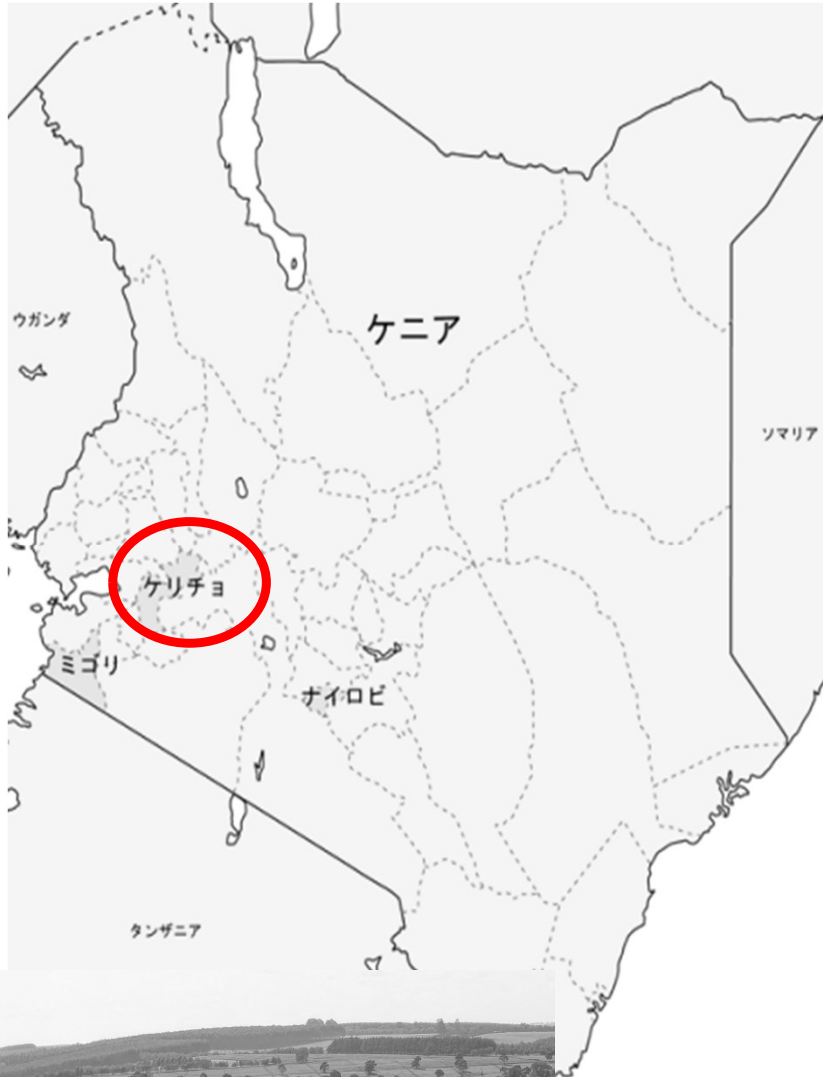 ケニア
ウガンダ
ソマリア
ケリチョ
ミゴリ
ナイロビ
タンザニア